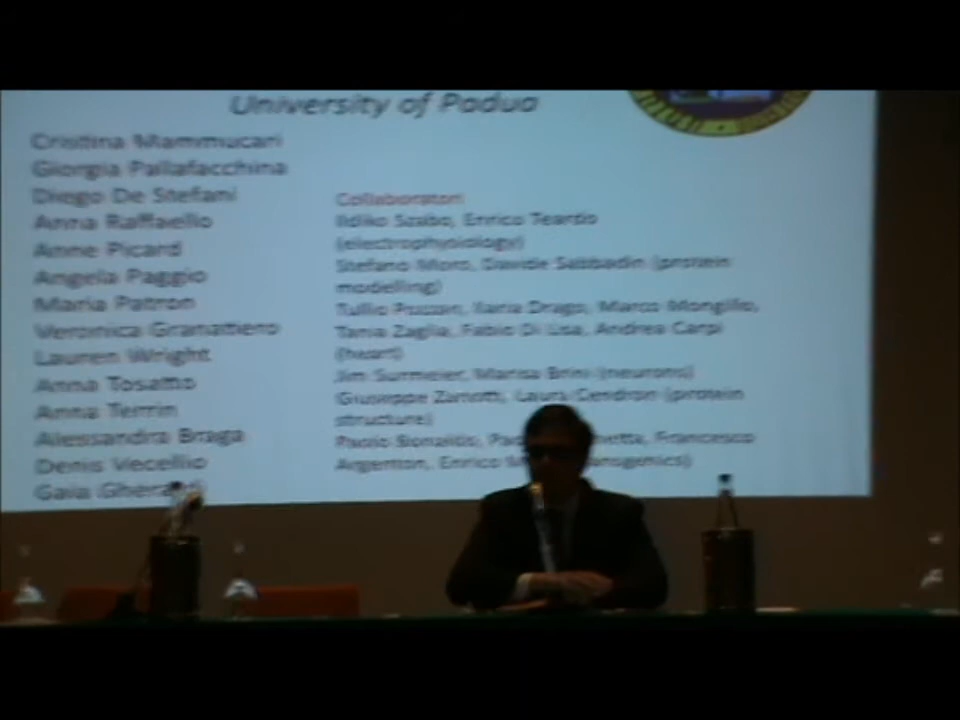 University of Padua
Cristina Mammucari
Giorgia Pallafacchina
Diego De Stefani
Anna Raffaello
Anne Picard
Angela Paggio
Maria Patron
Veronica Granatiero
Lauren Wright
Anna Tosatto
Anna Terrin
Alessandra Braga
Denis Vecellio
Gaia
Collaborators
Ildiko Szabo, Enrico Teardo
(electrophysiology)
Stefano Moro, Davide Sabbadin (protein
modelling)
Tullio Pozzan, Ilaria Drago, Marco Mongillo,
Tania Zaglia, Fabio Di Lisa, Andrea Carpi
(heart)
Jim Surmeier, Marisa Brini (neurons)
Giuseppe Zanotti, Laura Cendron (protein
structure)
Paolo Bonaldo, Francesco
Argenton, Enrico